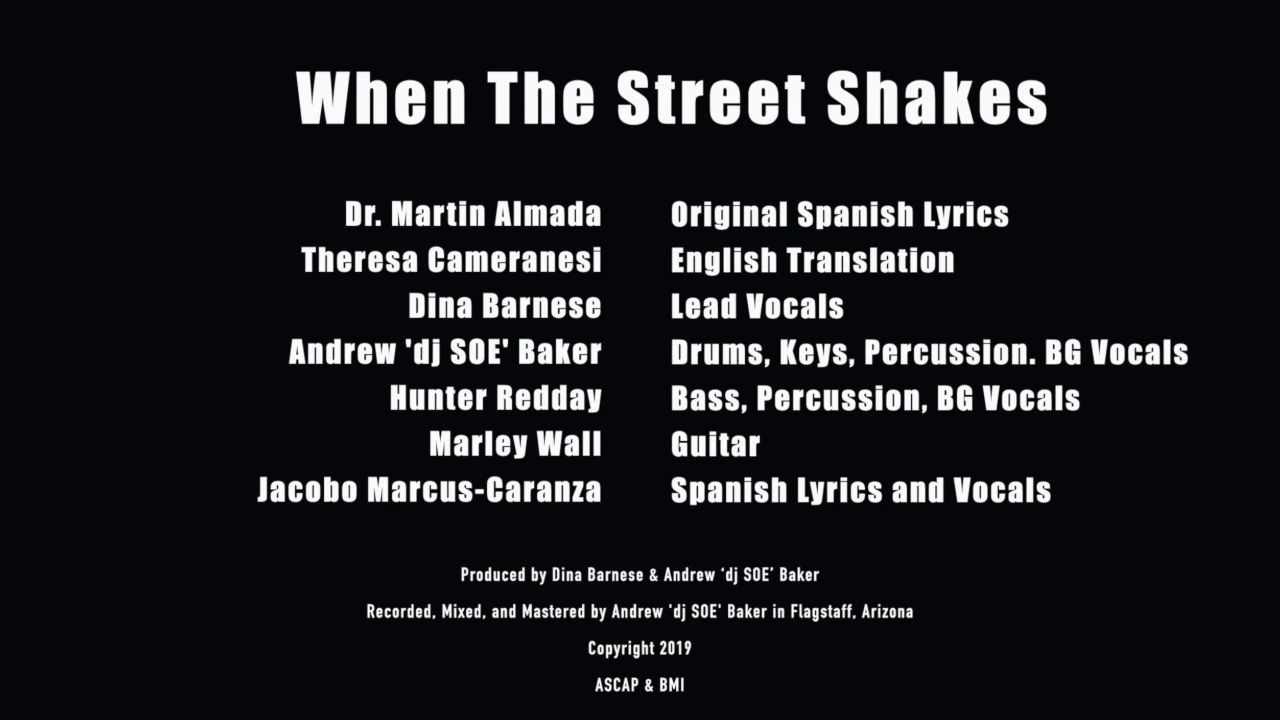 When The Street Shakes
Dr. Martin Almada Original Spanish Lyrics
Theresa Cameranesi English Translation
Dina Barnese Lead Vocals
Andrew 'dj SOE' Baker Drums, Keys, Percussion. BG Vocals
Hunter Redday Bass, Percussion, BG Vocals
Marley Wall Guitar
Jacobo Marcus-Caranza Spanish Lyrics and Vocals
Produced by Dina Barnese & Andrew ‘dj SOE’ Baker
Recorded, Mixed, and Mastered by Andrew 'dj SOE' Baker in Flagstaff, Arizona
Copyright 2019
ASCAP & BMI